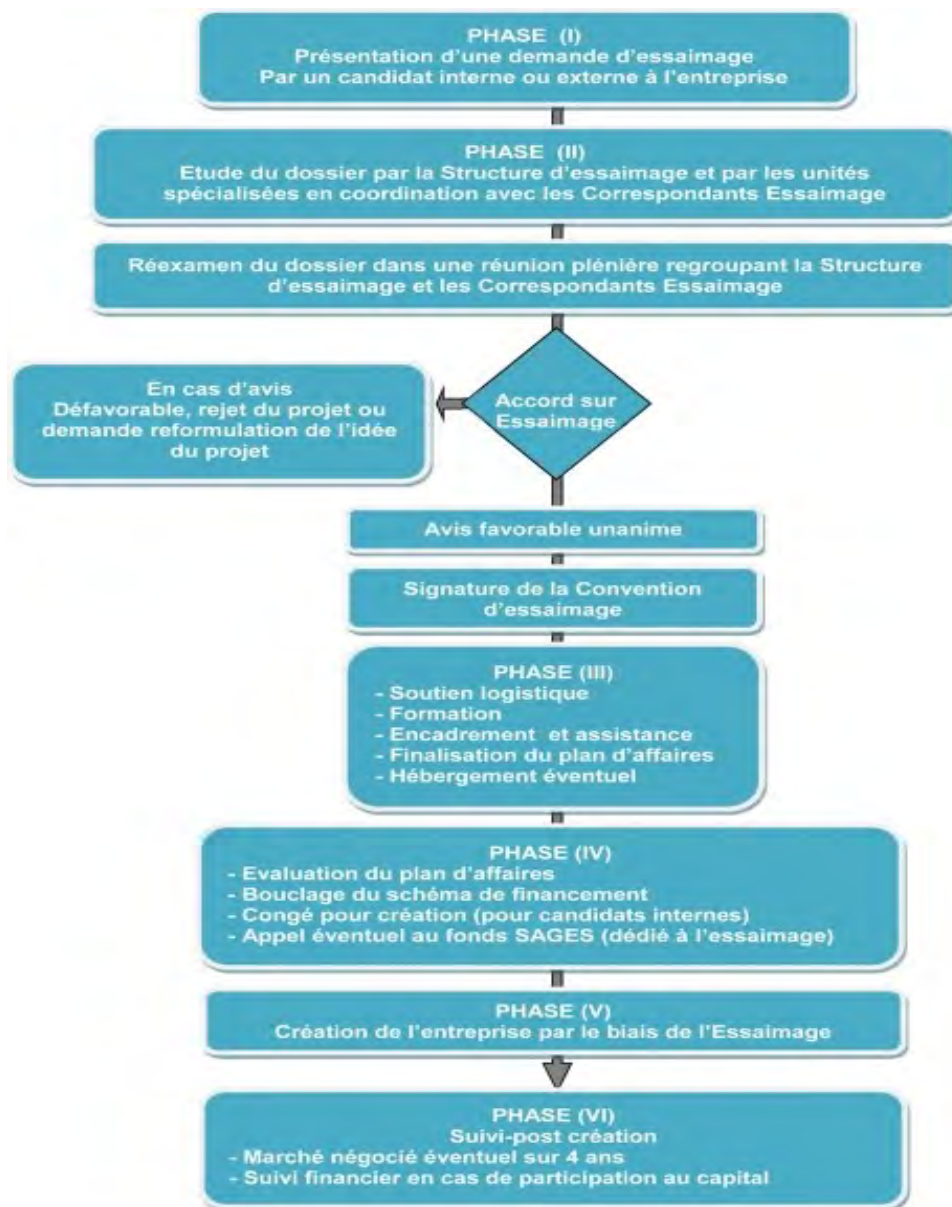 PHASE (I)
Présentation d'une demande d'essaimage
Par un candidat interne ou externe à l'entreprise
PHASE (II)
Etude du dossier par la Structure d'essaimage et par les unités
spécialisées en coordination avec les Correspondants Essaimage
Réexamen du dossier dans une réunion plénière regroupant la Structure
d'essaimage et les Correspondants Essaimage
Accord sur
Essaimage
En cas d'avis
Défavorable, rejet du projet ou
demande reformulation de l'idée
du projet
Avis favorable unanime
Signature de la Convention
d'essaimage
PHASE (III)
- Soutien logistique
- Formation
- Encadrement et assistance
- Finalisation du plan d'affaires
- Hébergement éventuel
PHASE (IV)
- Evaluation du plan d'affaires
- Bouclage du schéma de financement
- Congé pour création (pour candidats internes)
- Appel éventuel au fonds SAGES (dédié à l'essaimage)
PHASE (V)
Création de l'entreprise par le biais de l'Essaimage
PHASE (VI)
Suivi-post création
- Marché négocié éventuel sur 4 ans
- Suivi financier en cas de participation au capital